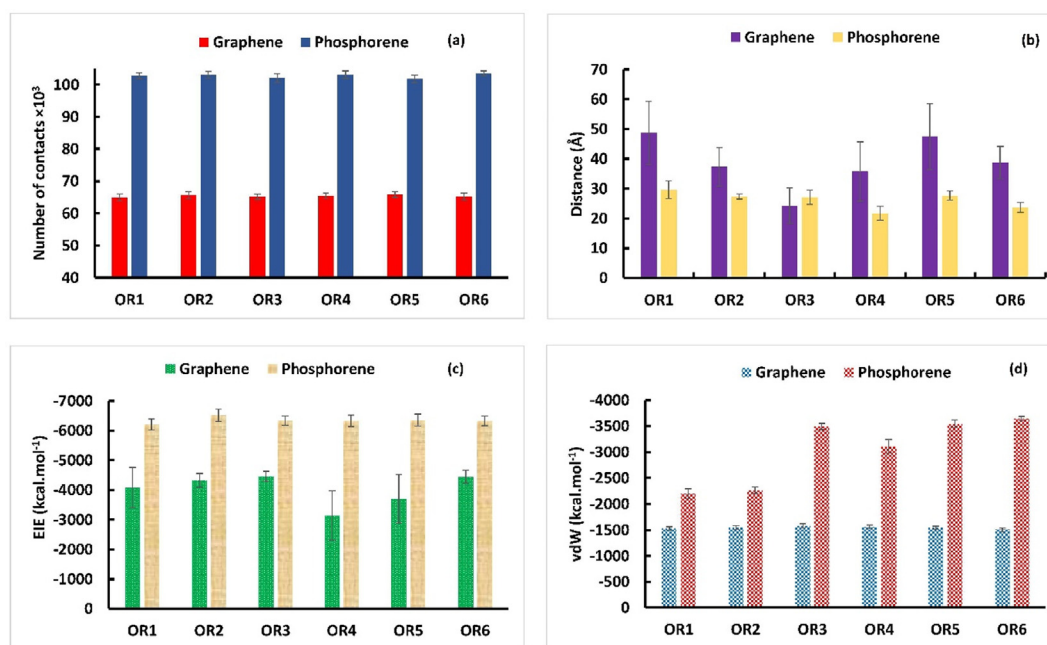 Graphene Phosphorene (a)
Number of contacts ×10³
100
90
80
70
60
50
40
OR1 OR2 OR3 OR4 OR5 OR6
Graphene Phosphorene (b)
Distance (Å)
70
60
50
40
30
20
10
0
OR1 OR2 OR3 OR4 OR5 OR6
Graphene Phosphorene (c)
EIE (kcal.mol⁻¹)
-7000
-6000
-5000
-4000
-3000
-2000
-1000
0
OR1 OR2 OR3 OR4 OR5 OR6
Graphene Phosphorene (d)
vdW (kcal.mol⁻¹)
-4000
-3500
-3000
-2500
-2000
-1500
-1000
-500
0
OR1 OR2 OR3 OR4 OR5 OR6